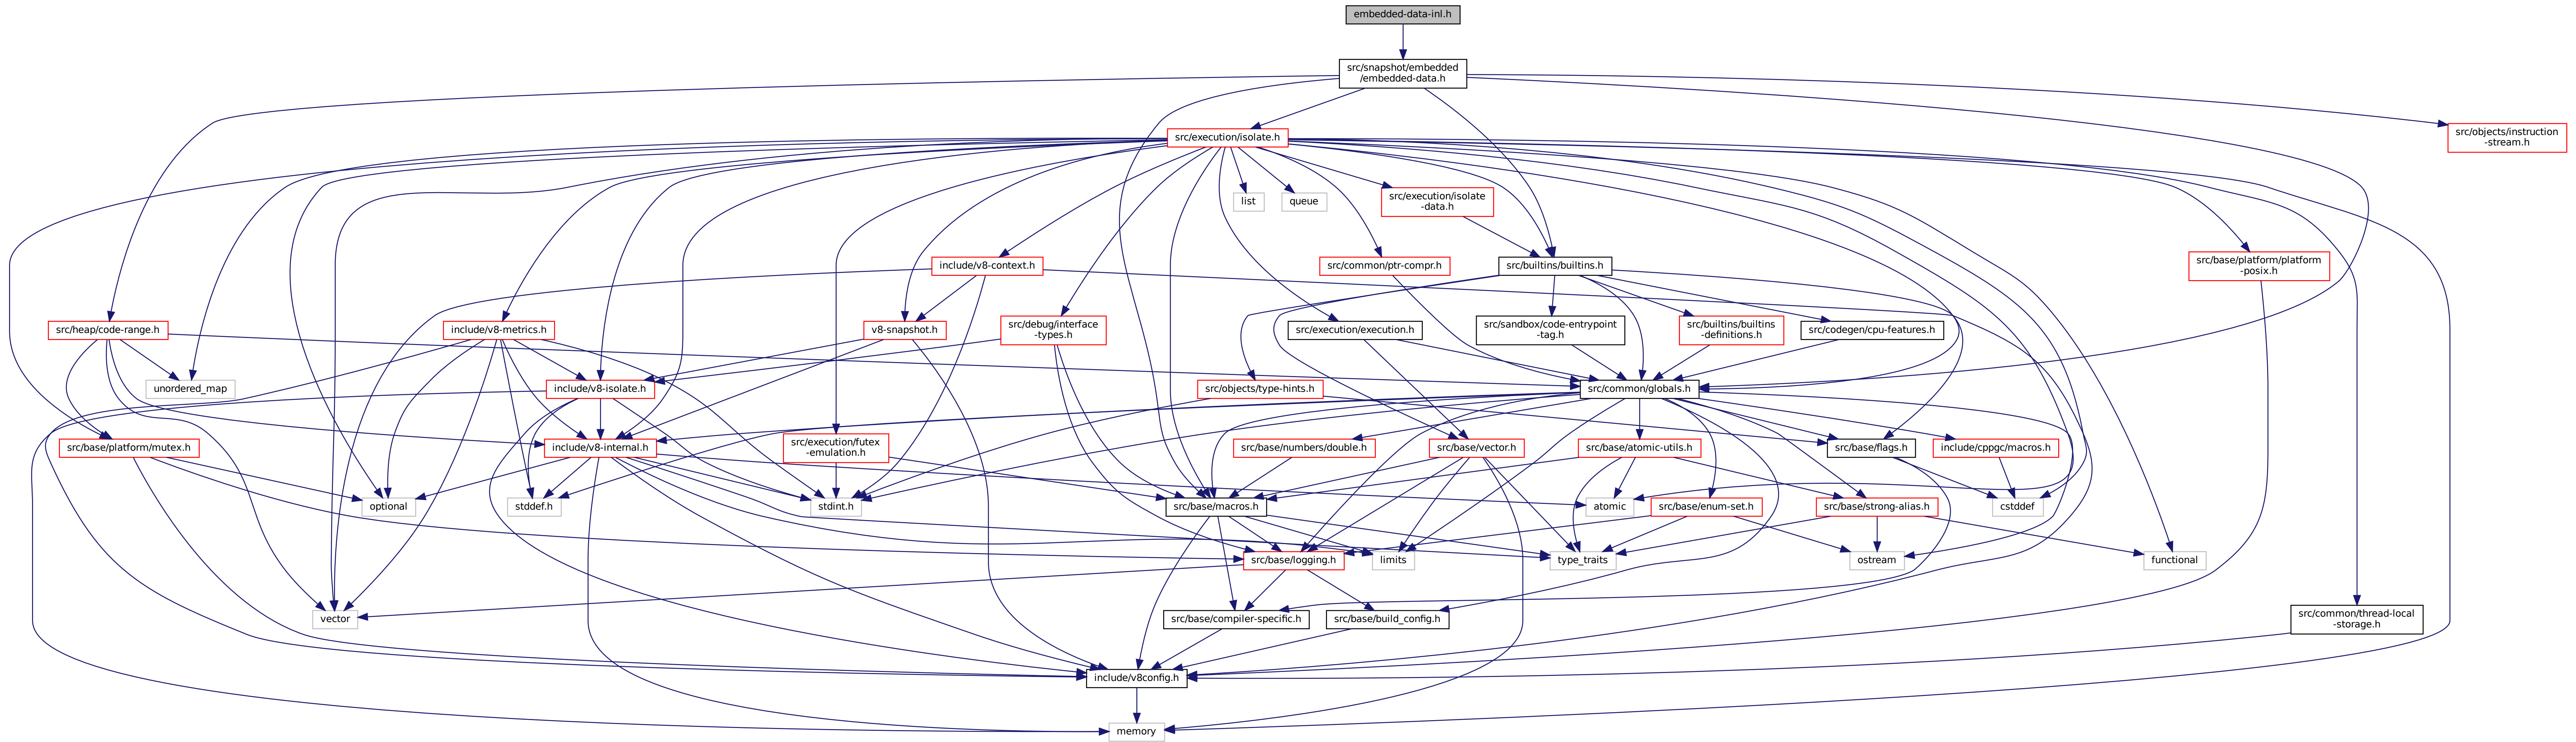 embedded-data-inl.h
src/snapshot/embedded
/embedded-data.h
src/execution/isolate.h
src/objects/instruction
-stream.h
list
queue
src/execution/isolate
-data.h
include/v8-context.h
src/common/ptr-compr.h
src/builtins/builtins.h
src/base/platform/platform
-posix.h
src/heap/code-range.h
include/v8-metrics.h
v8-snapshot.h
src/debug/interface
-types.h
src/execution/execution.h
src/sandbox/code-entrypoint
-tag.h
src/builtins/builtins
-definitions.h
src/codegen/cpu-features.h
unordered_map
include/v8-isolate.h
src/objects/type-hints.h
src/common/globals.h
src/base/platform/mutex.h
include/v8-internal.h
src/execution/futex
-emulation.h
src/base/numbers/double.h
src/base/vector.h
src/base/atomic-utils.h
src/base/flags.h
include/cppgc/macros.h
optional
stddef.h
stdint.h
src/base/macros.h
atomic
src/base/enum-set.h
src/base/strong-alias.h
cstddef
src/base/logging.h
limits
type_traits
ostream
functional
vector
src/base/compiler-specific.h
src/base/build_config.h
src/common/thread-local
-storage.h
include/v8config.h
memory